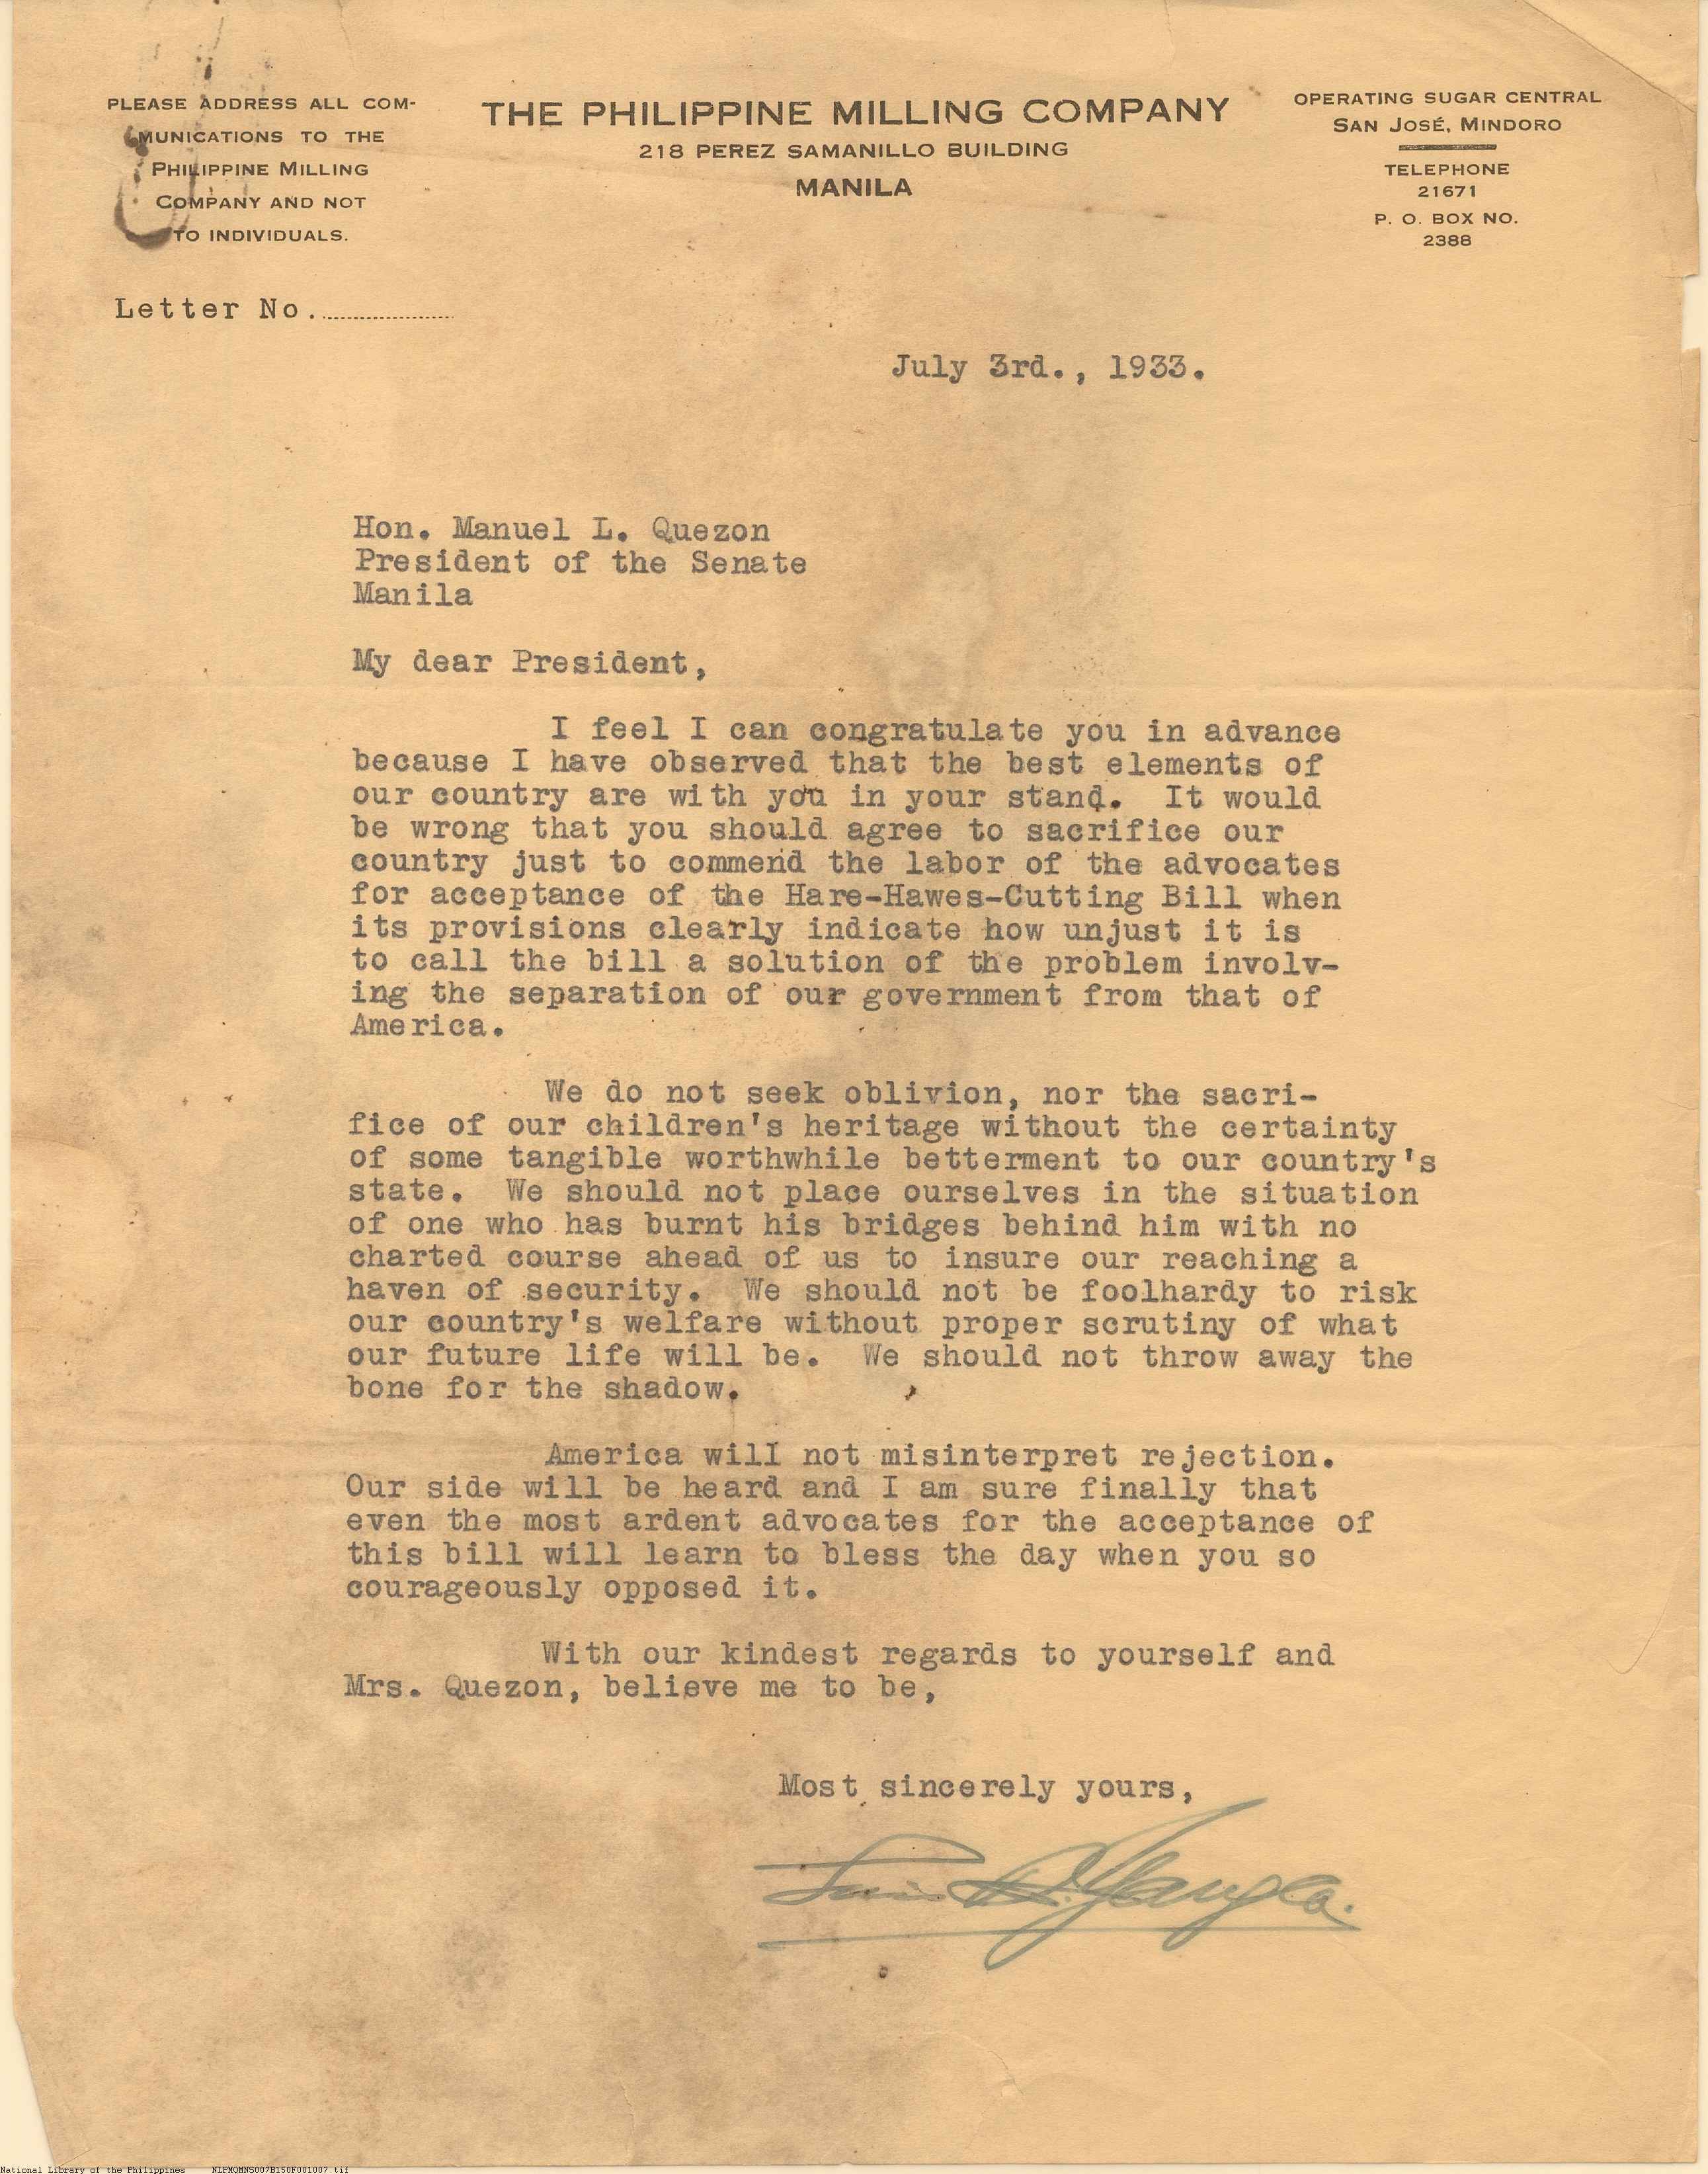 PLEASE ADDRESS ALL COM-
MUNICATIONS TO THE
PHILIPPINE MILLING
COMPANY AND NOT
TO INDIVIDUALS.
THE PHILIPPINE MILLING COMPANY
218 PEREZ SAMANILLO BUILDING
MANILA
OPERATING SUGAR CENTRAL
SAN JOSÉ, MINDORO
TELEPHONE
21671
P. O. BOX NO.
2388
Letter No.
July 3rd., 1933.
Hon. Manuel L. Quezon
President of the Senate
Manila
My dear President,
I feel I can congratulate you in advance
because I have observed that the best elements of
our country are with you in your stand. It would
be wrong that you should agree to sacrifice our
country just to commend the labor of the advocates
for acceptance of the Hare-Hawes-Cutting Bill when
its provisions clearly indicate how unjust it is
to call the bill a solution of the problem involv-
ing the separation of our government from that of
America.
We do not seek oblivion, nor the sacri-
fice of our children's heritage without the certainty
of some tangible worthwhile betterment to our country's
state. We should not place ourselves in the situation
of one who has burnt his bridges behind him with no
charted course ahead of us to insure our reaching a
haven of security. We should not be foolhardy to risk
our country's welfare without proper scrutiny of what
our future life will be. We should not throw away the
bone for the shadow.
America will not misinterpret rejection.
Our side will be heard and I am sure finally that
even the most ardent advocates for the acceptance of
this bill will learn to bless the day when you so
courageously opposed it.
With our kindest regards to yourself and
Mrs. Quezon, believe me to be,
Most sincerely yours,
National Library of the Philippines NLPMQMNS007B150F001007.tif